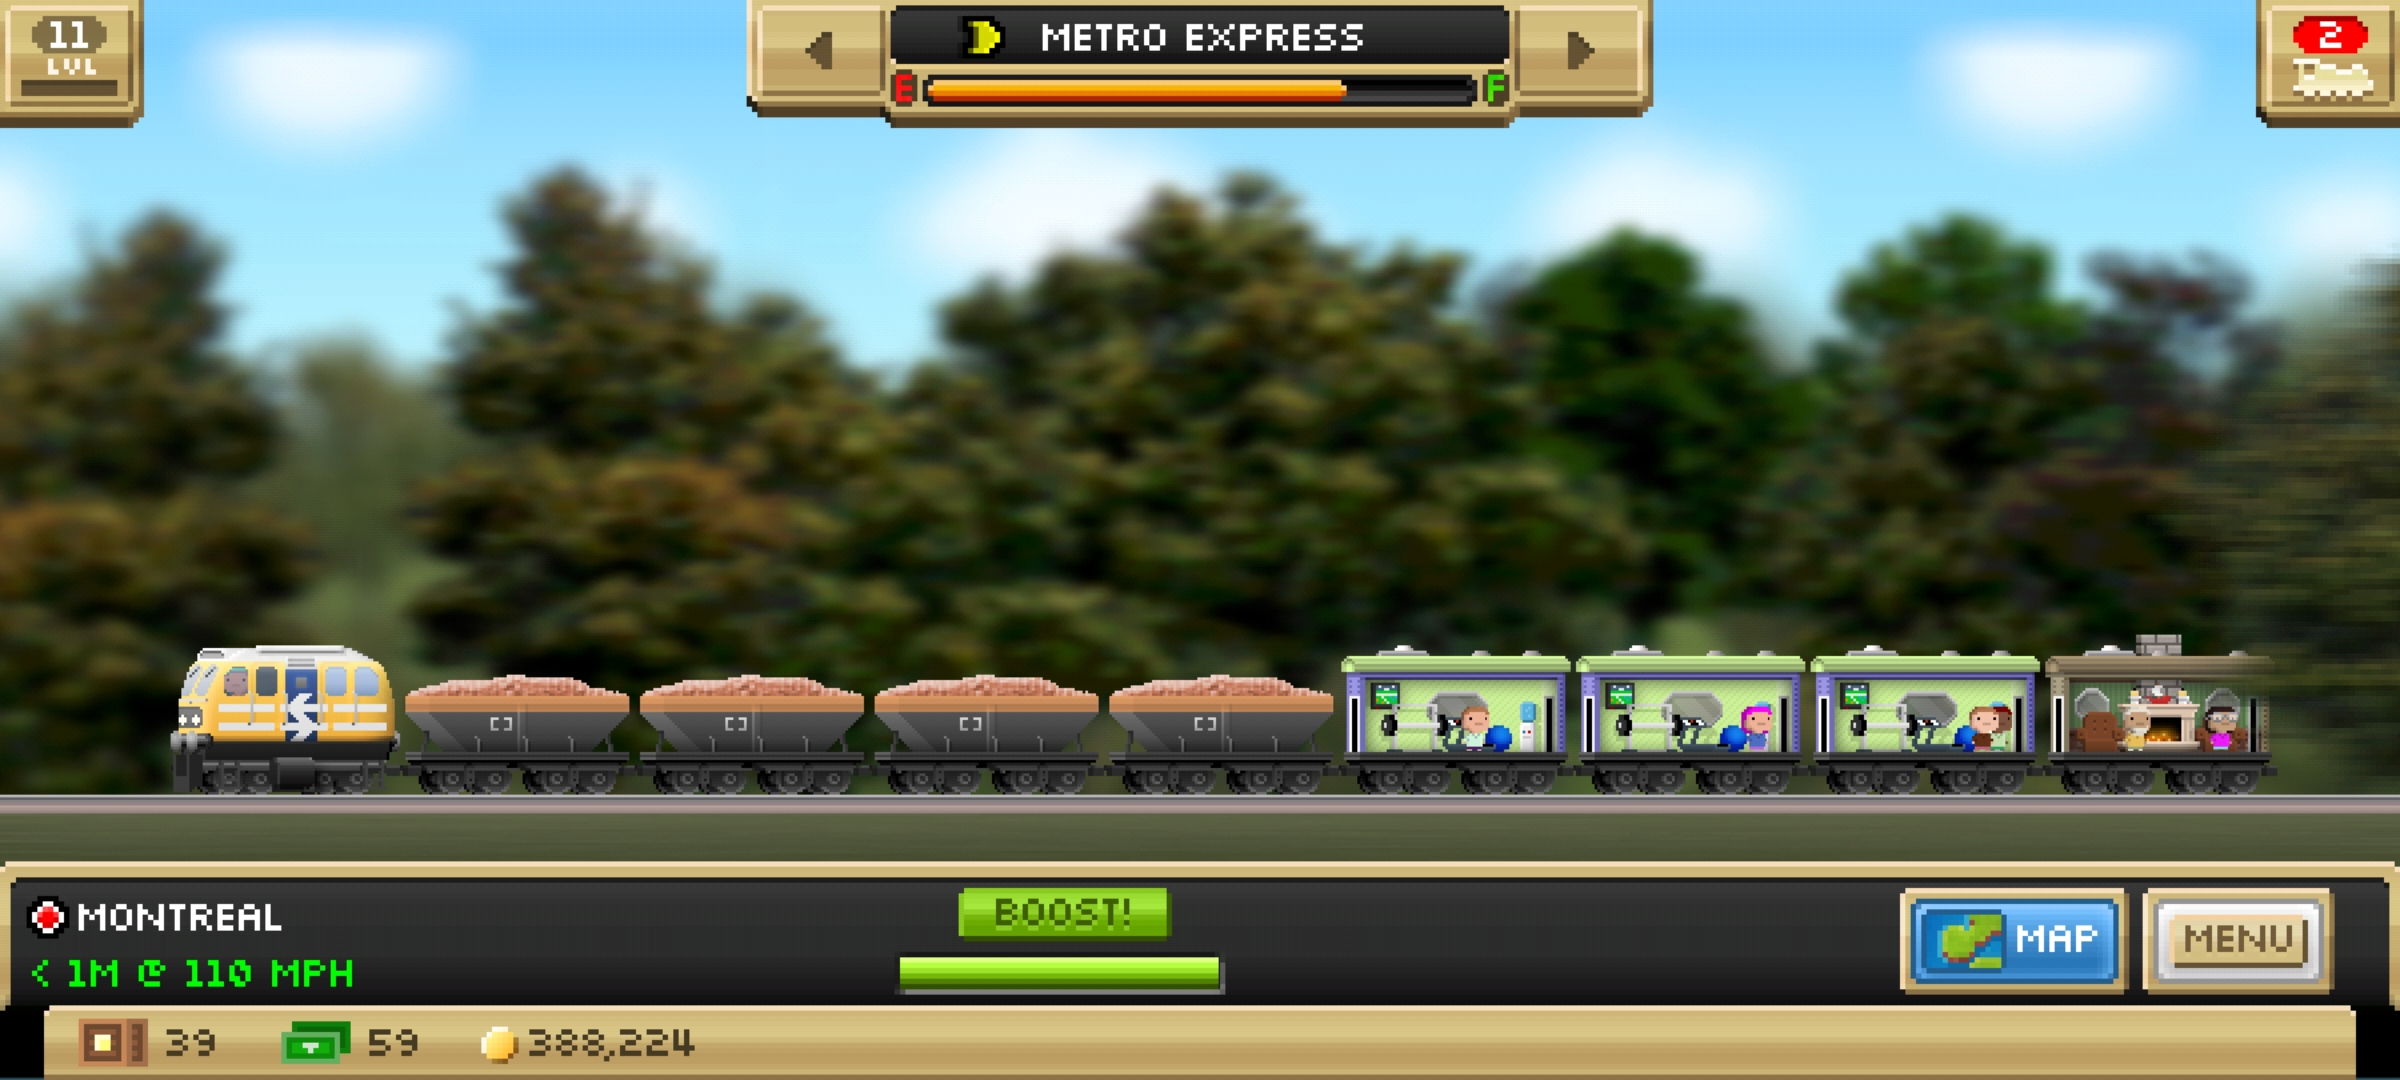 11
LVL
METRO EXPRESS
E F
2
MONTREAL
< 1M @ 110 MPH
BOOST!
MAP
MENU
39
59
388,224